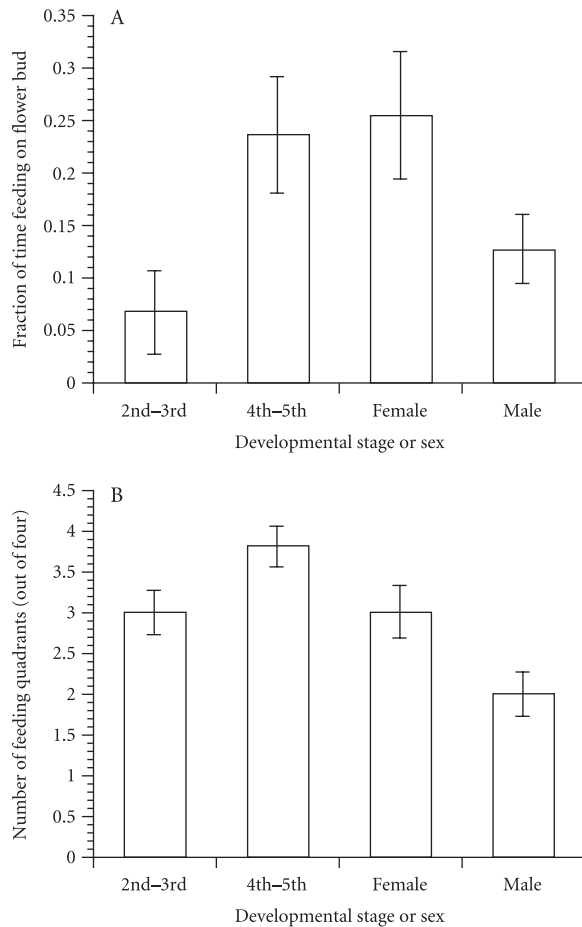 A
Fraction of time feeding on flower bud
0.35
0.3
0.25
0.2
0.15
0.1
0.05
0
2nd–3rd 4th–5th Female Male
Developmental stage or sex
B
Number of feeding quadrants (out of four)
4.5
4
3.5
3
2.5
2
1.5
1
0.5
0
2nd–3rd 4th–5th Female Male
Developmental stage or sex